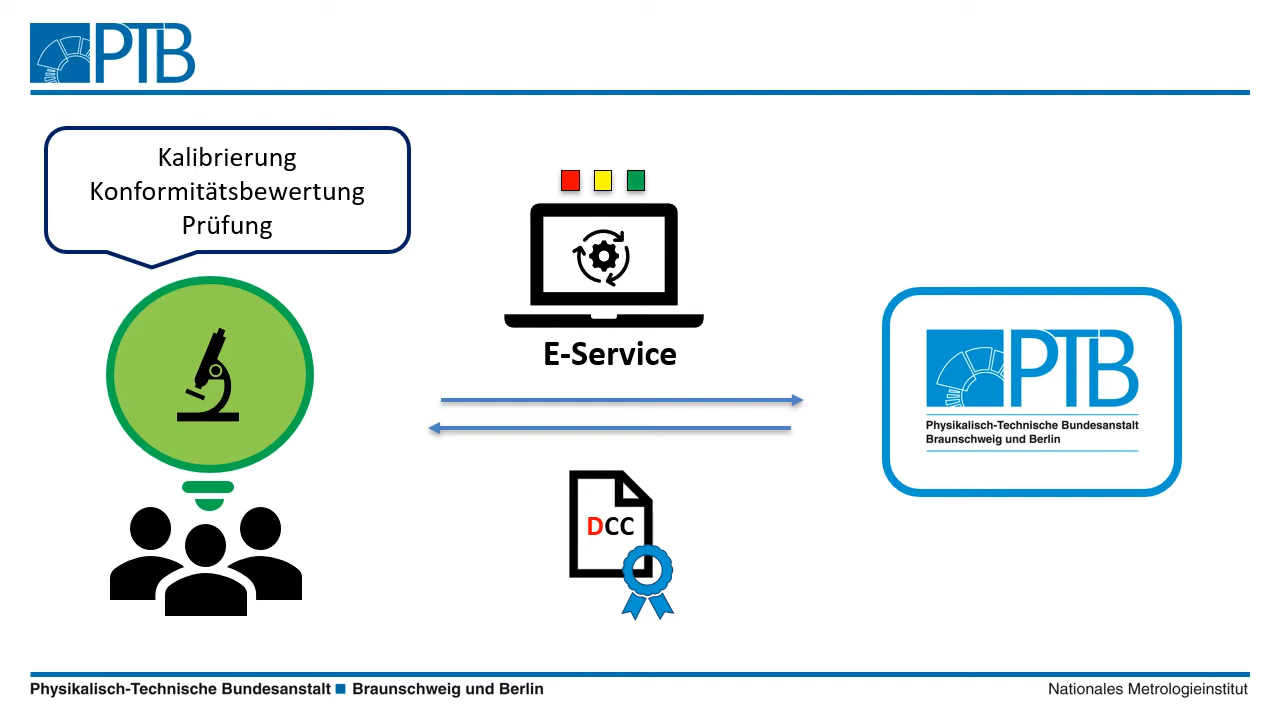 PTB
Kalibrierung
Konformitätsbewertung
Prüfung
E-Service
DCC
PTB
Physikalisch-Technische Bundesanstalt
Braunschweig und Berlin
Physikalisch-Technische Bundesanstalt ■ Braunschweig und Berlin
Nationales Metrologieinstitut